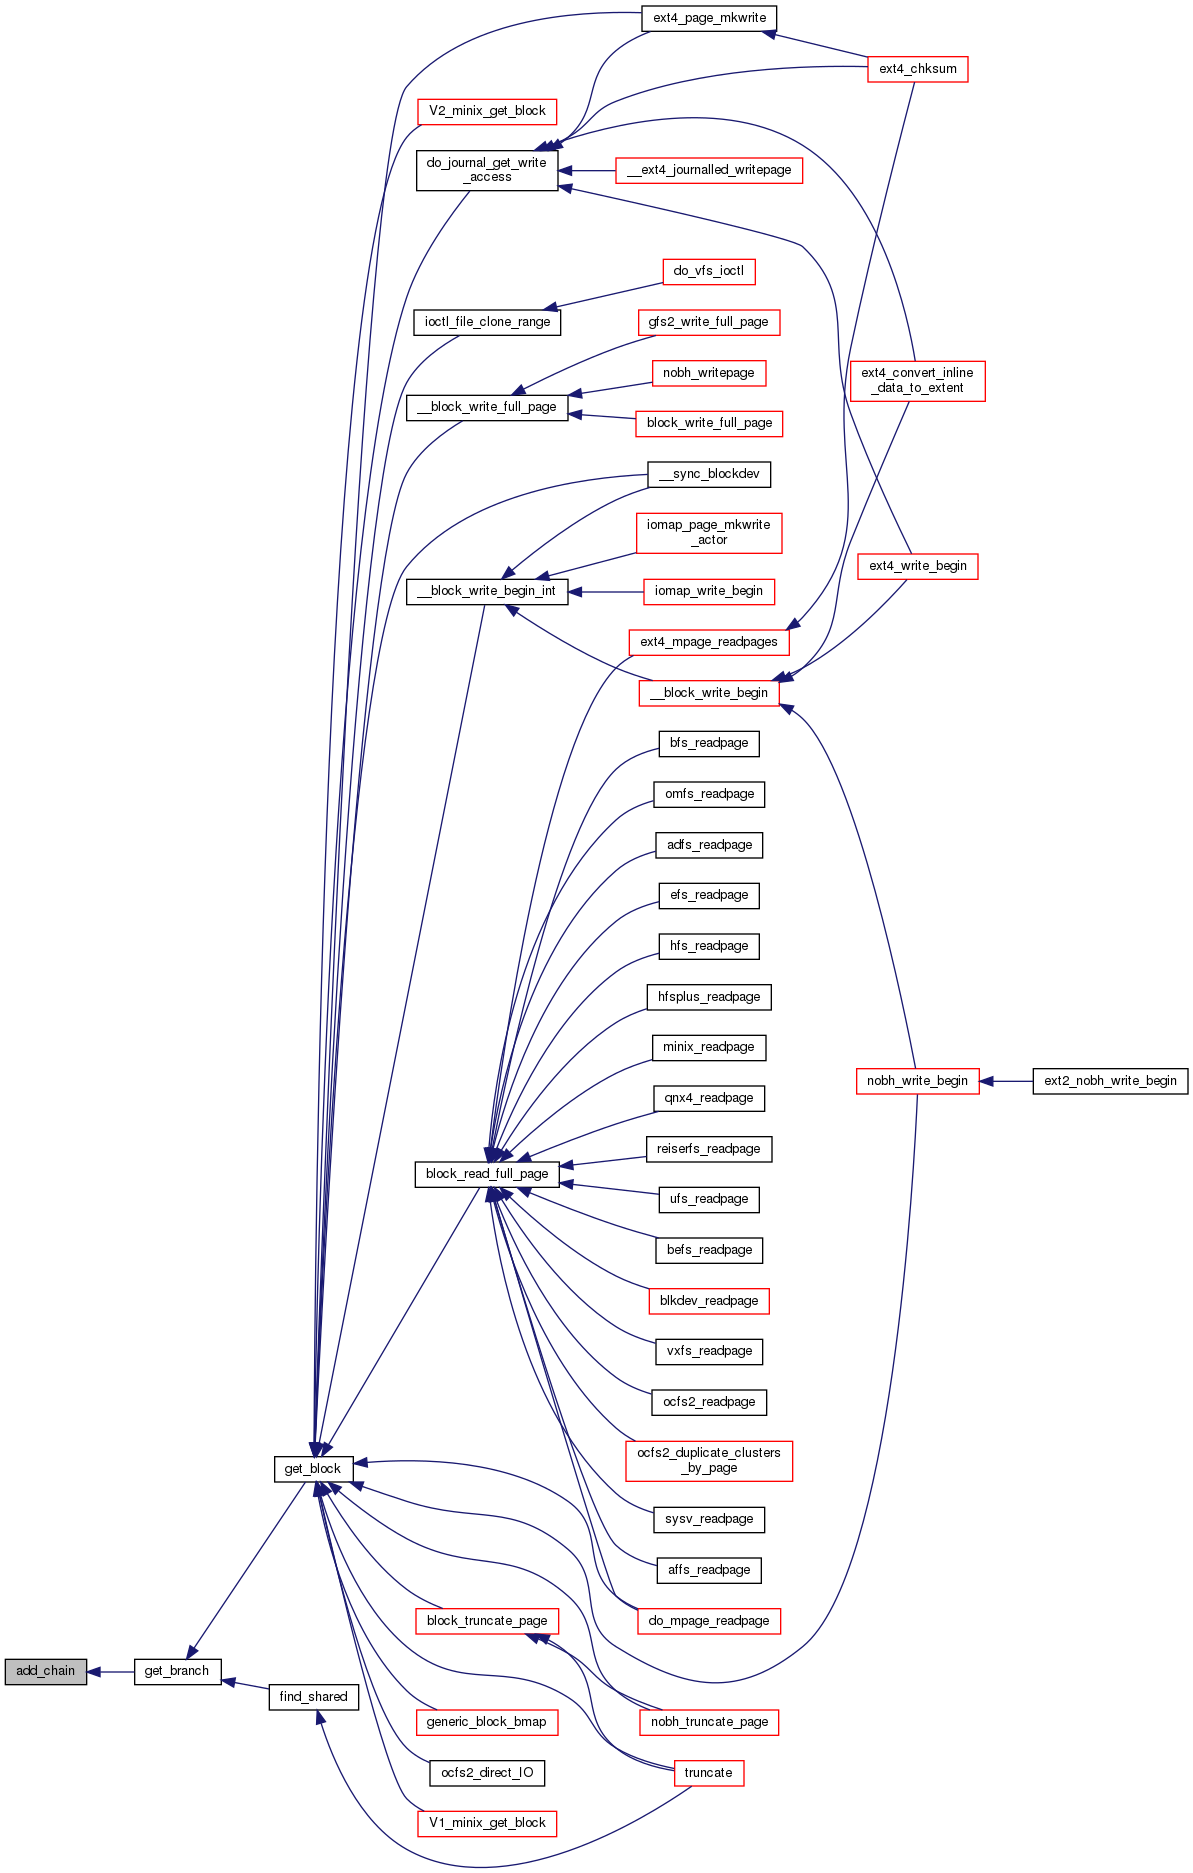 ext4_page_mkwrite
ext4_chksum
V2_minix_get_block
do_journal_get_write
_access
__ext4_journalled_writepage
do_vfs_ioctl
ioctl_file_clone_range
gfs2_write_full_page
nobh_writepage
ext4_convert_inline
_data_to_extent
__block_write_full_page
block_write_full_page
__sync_blockdev
iomap_page_mkwrite
_actor
ext4_write_begin
__block_write_begin_int
iomap_write_begin
ext4_mpage_readpages
__block_write_begin
bfs_readpage
omfs_readpage
adfs_readpage
efs_readpage
hfs_readpage
hfsplus_readpage
minix_readpage
nobh_write_begin
ext2_nobh_write_begin
qnx4_readpage
reiserfs_readpage
block_read_full_page
ufs_readpage
befs_readpage
blkdev_readpage
vxfs_readpage
ocfs2_readpage
ocfs2_duplicate_clusters
_by_page
get_block
sysv_readpage
affs_readpage
block_truncate_page
do_mpage_readpage
add_chain
get_branch
find_shared
generic_block_bmap
nobh_truncate_page
ocfs2_direct_IO
truncate
V1_minix_get_block